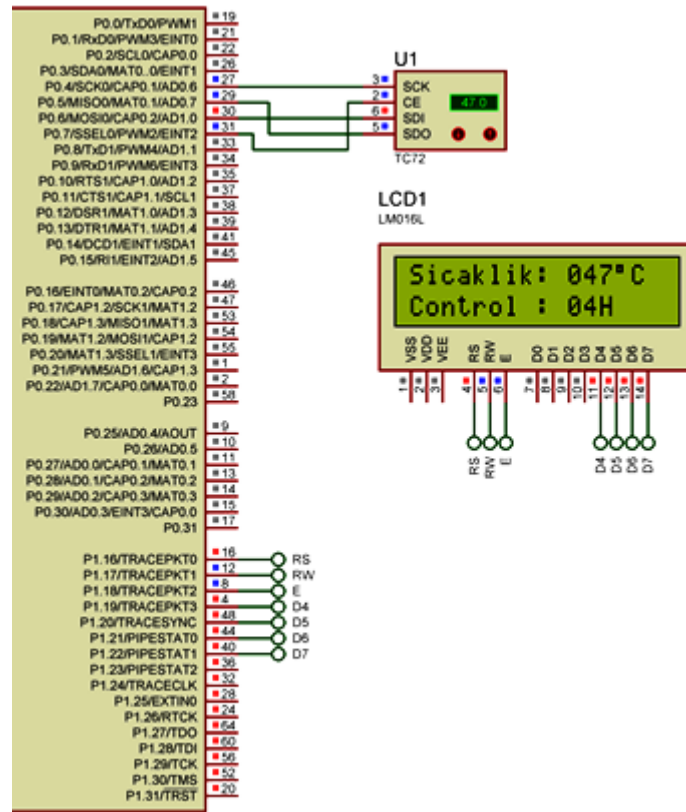 P0.0/TxD0/PWM1 19
P0.1/RxD0/PWM3/EINT0 21
P0.2/SCL0/CAP0.0 22
P0.3/SDA0/MAT0..0/EINT1 26
P0.4/SCK0/CAP0.1/AD0.6 27
P0.5/MISO0/MAT0.1/AD0.7 29
P0.6/MOSI0/CAP0.2/AD1.0 30
P0.7/SSEL0/PWM2/EINT2 31
P0.8/TxD1/PWM4/AD1.1 33
P0.9/RxD1/PWM6/EINT3 34
P0.10/RTS1/CAP1.0/AD1.2 35
P0.11/CTS1/CAP1.1/SCL1 37
P0.12/DSR1/MAT1.0/AD1.3 38
P0.13/DTR1/MAT1.1/AD1.4 39
P0.14/DCD1/EINT1/SDA1 41
P0.15/RI1/EINT2/AD1.5 45
P0.16/EINT0/MAT0.2/CAP0.2 46
P0.17/CAP1.2/SCK1/MAT1.2 47
P0.18/CAP1.3/MISO1/MAT1.3 53
P0.19/MAT1.2/MOSI1/CAP1.2 54
P0.20/MAT1.3/SSEL1/EINT3 55
P0.21/PWM5/AD1.6/CAP1.3 1
P0.22/AD1.7/CAP0.0/MAT0.0 2
P0.23 58
P0.25/AD0.4/AOUT 9
P0.26/AD0.5 10
P0.27/AD0.0/CAP0.1/MAT0.1 11
P0.28/AD0.1/CAP0.2/MAT0.2 13
P0.29/AD0.2/CAP0.3/MAT0.3 14
P0.30/AD0.3/EINT3/CAP0.0 15
P0.31 17
P1.16/TRACEPKT0 16 RS
P1.17/TRACEPKT1 12 RW
P1.18/TRACEPKT2 8 E
P1.19/TRACEPKT3 4 D4
P1.20/TRACESYNC 48 D5
P1.21/PIPESTAT0 44 D6
P1.22/PIPESTAT1 40 D7
P1.23/PIPESTAT2 36
P1.24/TRACECLK 32
P1.25/EXTIN0 28
P1.26/RTCK 24
P1.27/TDO 64
P1.28/TDI 60
P1.29/TCK 56
P1.30/TMS 52
P1.31/TRST 20
U1
3 SCK
2 CE
6 SDI
5 SDO
47.0
TC72
LCD1
LM016L
Sicaklik: 047°C
Control : 04H
VSS VDD VEE RS RW E D0 D1 D2 D3 D4 D5 D6 D7
1 2 3 4 5 6 7 8 9 10 11 12 13 14
RS RW E D4 D5 D6 D7